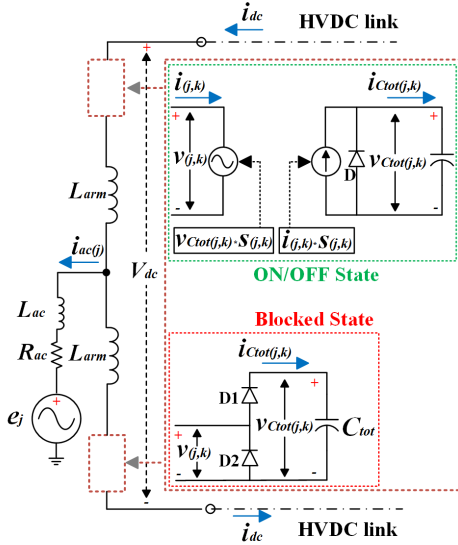 i_dc HVDC link
+
i_(j,k) i_Ctot(j,k)
+ +
L_arm v_(j,k) D v_Ctot(j,k)
- -
i_ac(j) V_dc v_Ctot(j,k)·s_(j,k) i_(j,k)·s_(j,k)
ON/OFF State
L_ac
Blocked State
R_ac L_arm i_Ctot(j,k)
+
D1
+ e_j + v_Ctot(j,k) C_tot
v_(j,k) D2
- -
-
i_dc HVDC link